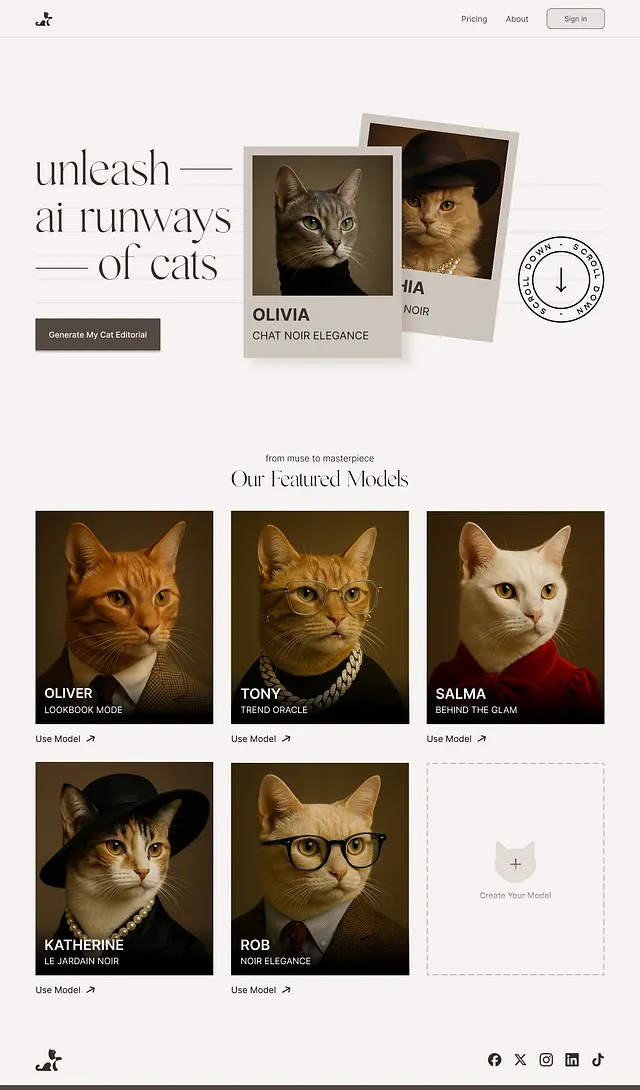 Pricing
About
Sign in
unleash —
ai runways
— of cats
Generate My Cat Editorial
OLIVIA
CHAT NOIR ELEGANCE
HIA
NOIR
SCROLL DOWN - SCROLL DOWN - SCROLL DOWN -
from muse to masterpiece
Our Featured Models
OLIVER
LOOKBOOK MODE
Use Model
TONY
TREND ORACLE
Use Model
SALMA
BEHIND THE GLAM
Use Model
KATHERINE
LE JARDAIN NOIR
Use Model
ROB
NOIR ELEGANCE
Use Model
Create Your Model